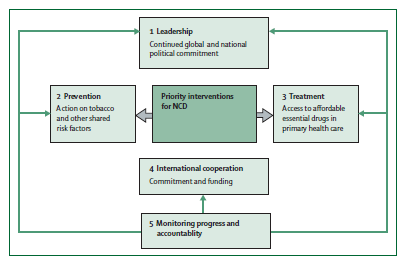 1 Leadership
Continued global and national
political commitment
2 Prevention
Action on tobacco
and other shared
risk factors
Priority interventions
for NCD
3 Treatment
Access to affordable
essential drugs in
primary health care
4 International cooperation
Commitment and funding
5 Monitoring progress and
accountablity